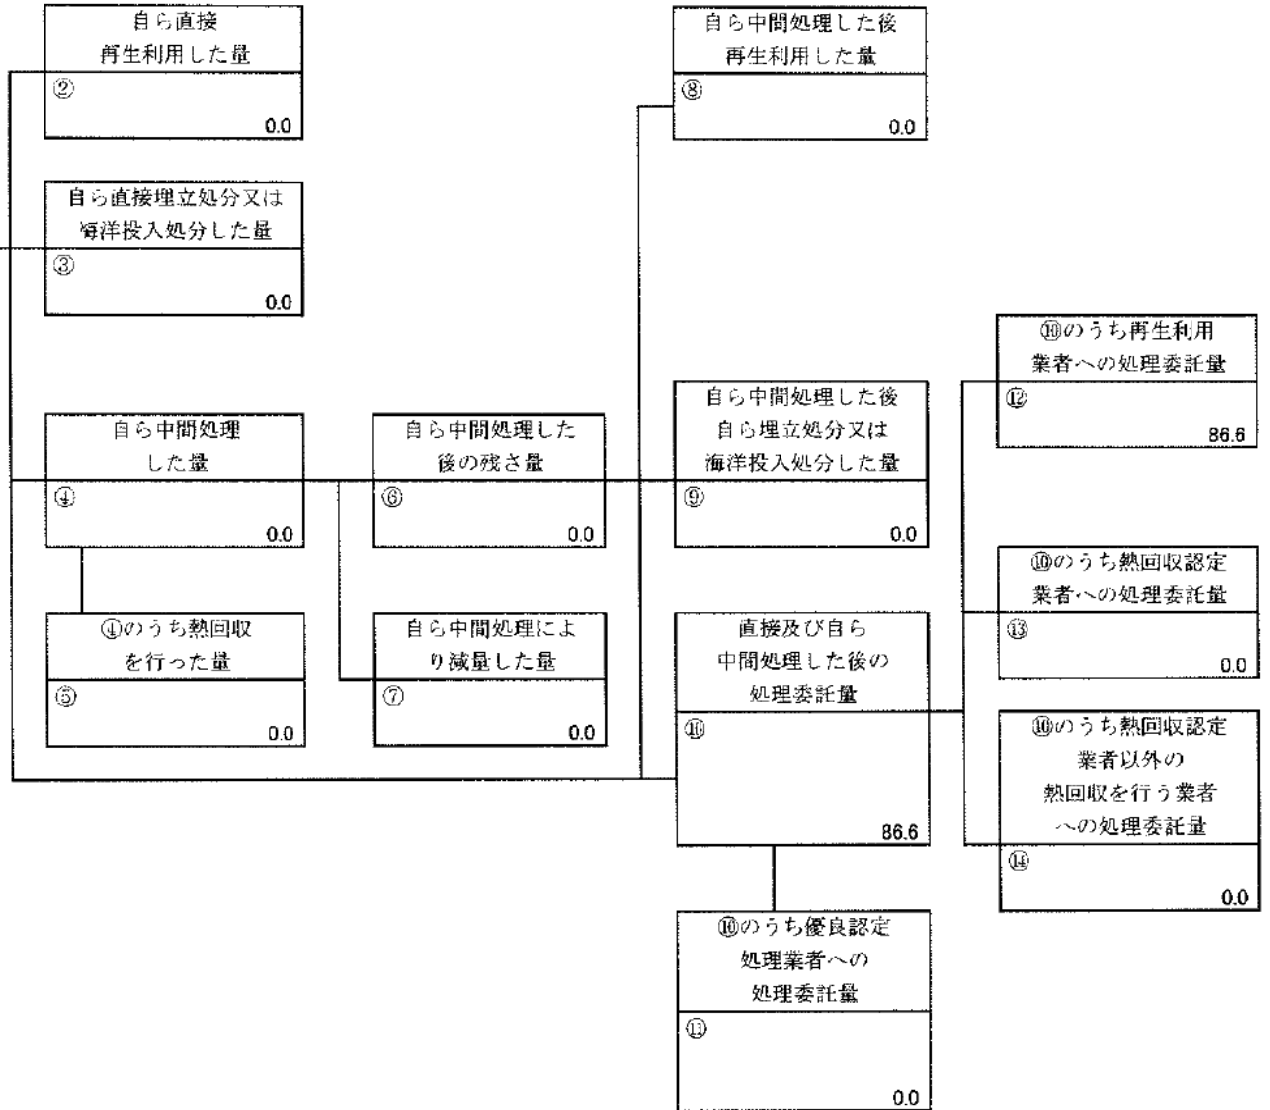 自ら直接
再生利用した量
②
0.0
自ら中間処理した後
再生利用した量
⑧
0.0
自ら直接埋立処分又は
海洋投入処分した量
③
0.0
⑩のうち再生利用
業者への処理委託量
⑫
86.6
自ら中間処理
した量
④
0.0
自ら中間処理した
後の残さ量
⑥
0.0
自ら中間処理した後
自ら埋立処分又は
海洋投入処分した量
⑨
0.0
⑩のうち熱回収認定
業者への処理委託量
⑬
0.0
④のうち熱回収
を行った量
⑤
0.0
自ら中間処理によ
り減量した量
⑦
0.0
直接及び自ら
中間処理した後の
処理委託量
⑩
86.6
⑩のうち熱回収認定
業者以外の
熱回収を行う業者
への処理委託量
⑭
0.0
⑩のうち優良認定
処理業者への
処理委託量
⑪
0.0